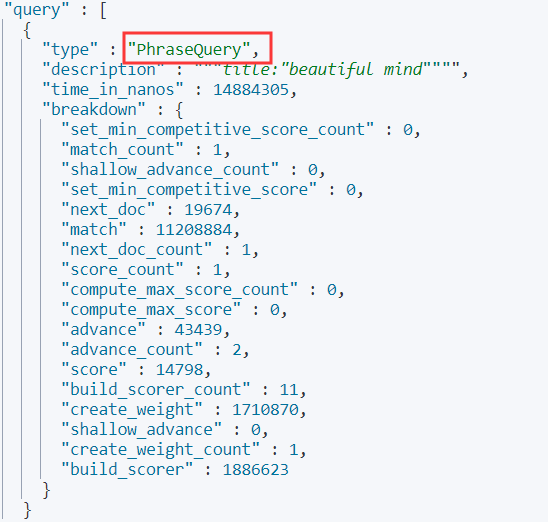 "query" : [
{
"type" : "PhraseQuery",
"description" : """title:"beautiful mind"""",
"time_in_nanos" : 14884305,
"breakdown" : {
"set_min_competitive_score_count" : 0,
"match_count" : 1,
"shallow_advance_count" : 0,
"set_min_competitive_score" : 0,
"next_doc" : 19674,
"match" : 11208884,
"next_doc_count" : 1,
"score_count" : 1,
"compute_max_score_count" : 0,
"compute_max_score" : 0,
"advance" : 43439,
"advance_count" : 2,
"score" : 14798,
"build_scorer_count" : 11,
"create_weight" : 1710870,
"shallow_advance" : 0,
"create_weight_count" : 1,
"build_scorer" : 1886623
}
}